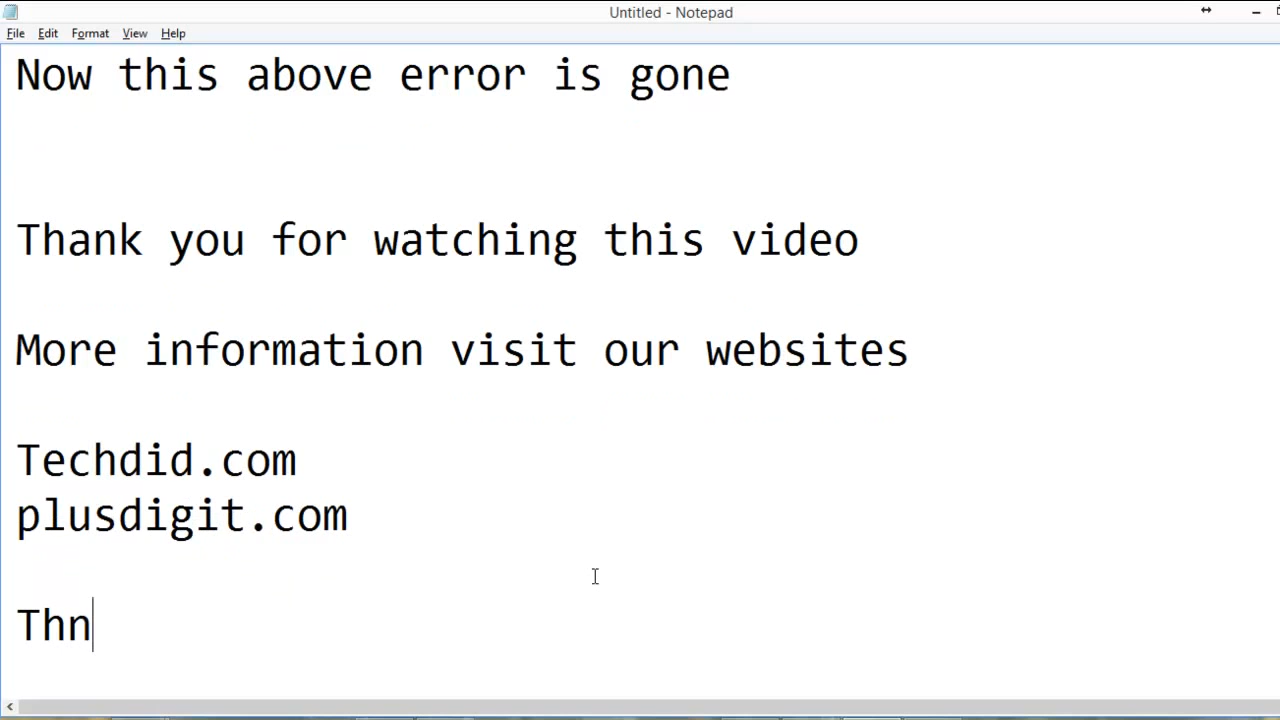 Untitled - Notepad
File Edit Format View Help
Now this above error is gone
Thank you for watching this video
More information visit our websites
Techdid.com
plusdigit.com
Thn